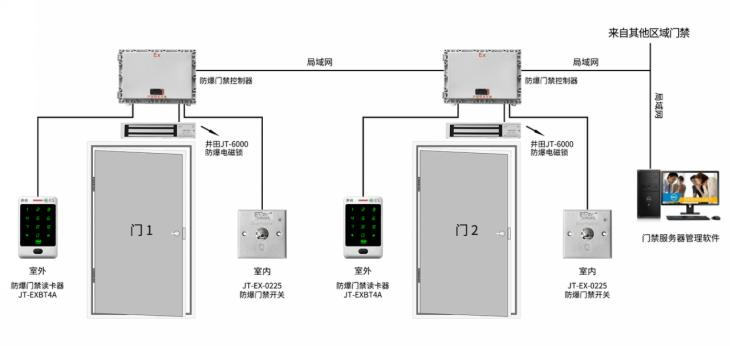 来自其他区域门禁
Ex
局域网
Ex
局域网
防爆门禁控制器
防爆门禁控制器
局域网
井田JT-6000
防爆电磁锁
井田JT-6000
防爆电磁锁
门 1
门 2
门禁服务器管理软件
室外
室内
室外
室内
防爆门禁读卡器
JT-EXBT4A
JT-EX-0225
防爆门禁开关
防爆门禁读卡器
JT-EXBT4A
JT-EX-0225
防爆门禁开关